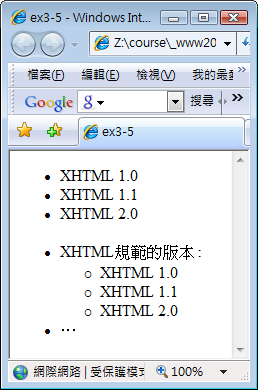 ex3-5 - Windows Int...
Z:\course\_www20
檔案(F) 編輯(E) 檢視(V) 我的最 »
Google g 搜尋 »
ex3-5
• XHTML 1.0
• XHTML 1.1
• XHTML 2.0
• XHTML規範的版本 :
○ XHTML 1.0
○ XHTML 1.1
○ XHTML 2.0
• …
網際網路 | 受保護模式 100%